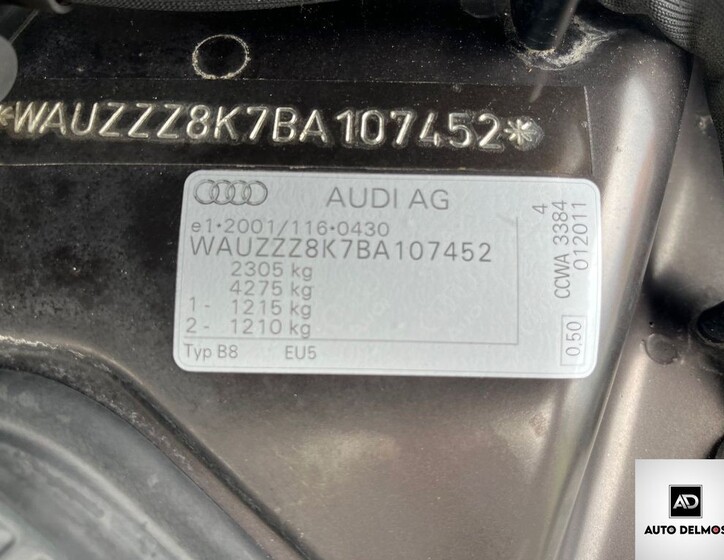 *WAUZZZ8K7BA107452*
AUDI AG
e1*2001/116*0430
WAUZZZ8K7BA107452
2305 kg
4275 kg
1 - 1215 kg
2 - 1210 kg
Typ B8 EU5
4
CCWA 3384
012011
0.50
AD
AUTO DELMOS